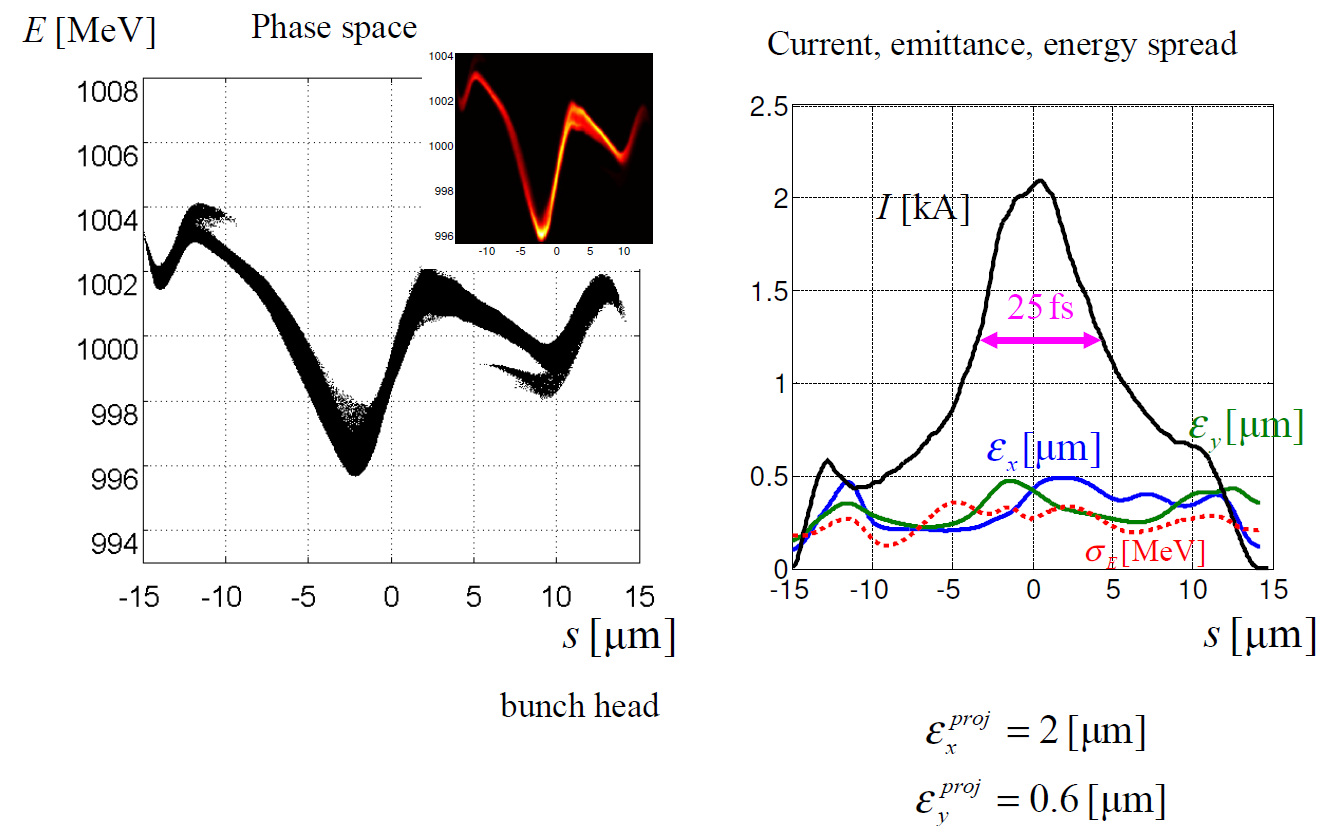 E [MeV]
Phase space
1008
1006
1004
1002
1000
998
996
994
-15 -10 -5 0 5 10 15
s [μm]
bunch head
1004
1002
1000
998
996
-10 -5 0 5 10
Current, emittance, energy spread
2.5
2
1.5
1
0.5
0
I [kA]
25 fs
ε_x [μm]
ε_y [μm]
σ_E [MeV]
-15 -10 -5 0 5 10 15
s [μm]
ε_x^proj = 2 [μm]
ε_y^proj = 0.6 [μm]